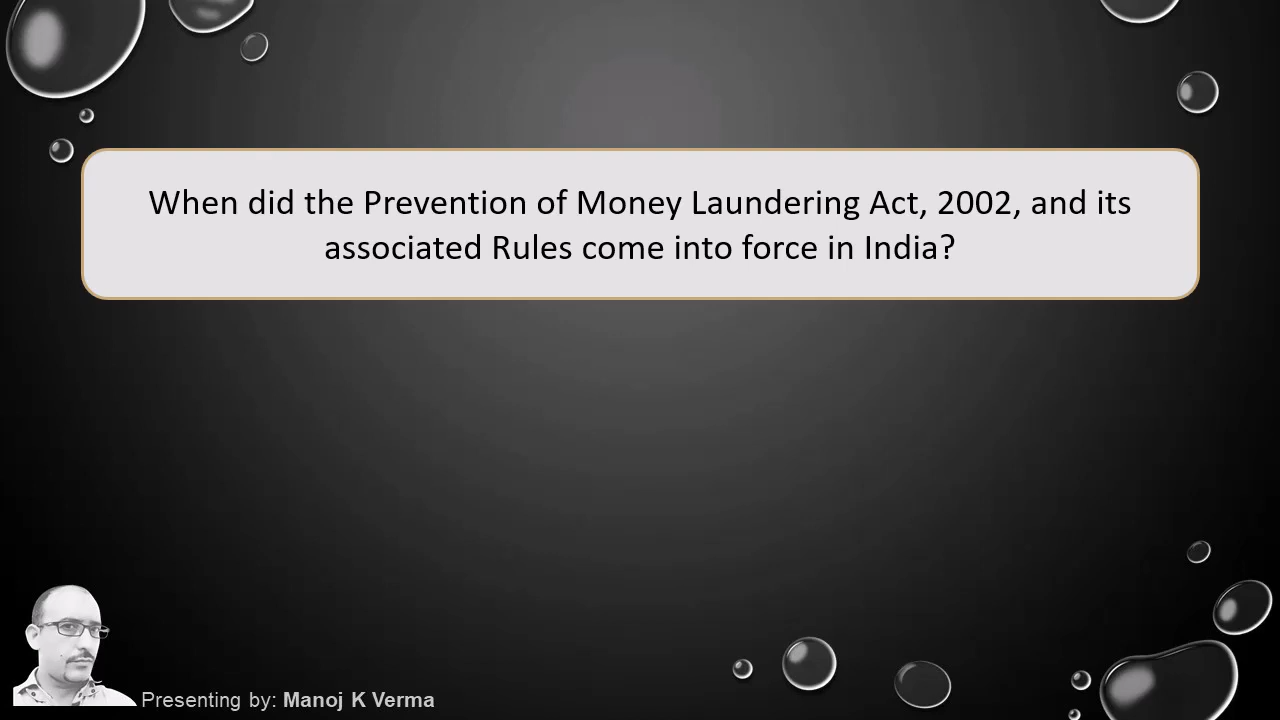 When did the Prevention of Money Laundering Act, 2002, and its
associated Rules come into force in India?
Presenting by: Manoj K Verma